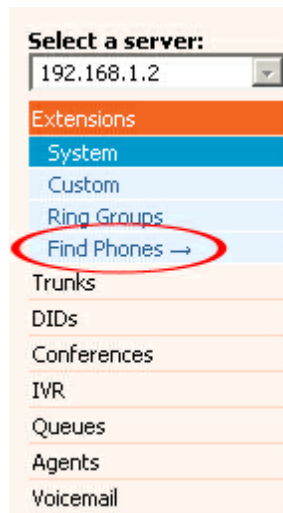 Select a server:
192.168.1.2
Extensions
System
Custom
Ring Groups
Find Phones →
Trunks
DIDs
Conferences
IVR
Queues
Agents
Voicemail